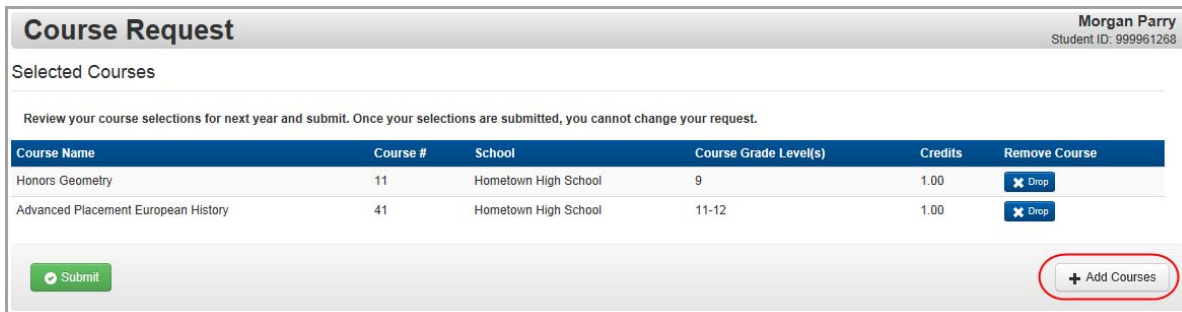 Course Request
Morgan Parry
Student ID: 999961268
Selected Courses
Review your course selections for next year and submit. Once your selections are submitted, you cannot change your request.
Course Name Course # School Course Grade Level(s) Credits Remove Course
Honors Geometry 11 Hometown High School 9 1.00 Drop
Advanced Placement European History 41 Hometown High School 11-12 1.00 Drop
Submit + Add Courses